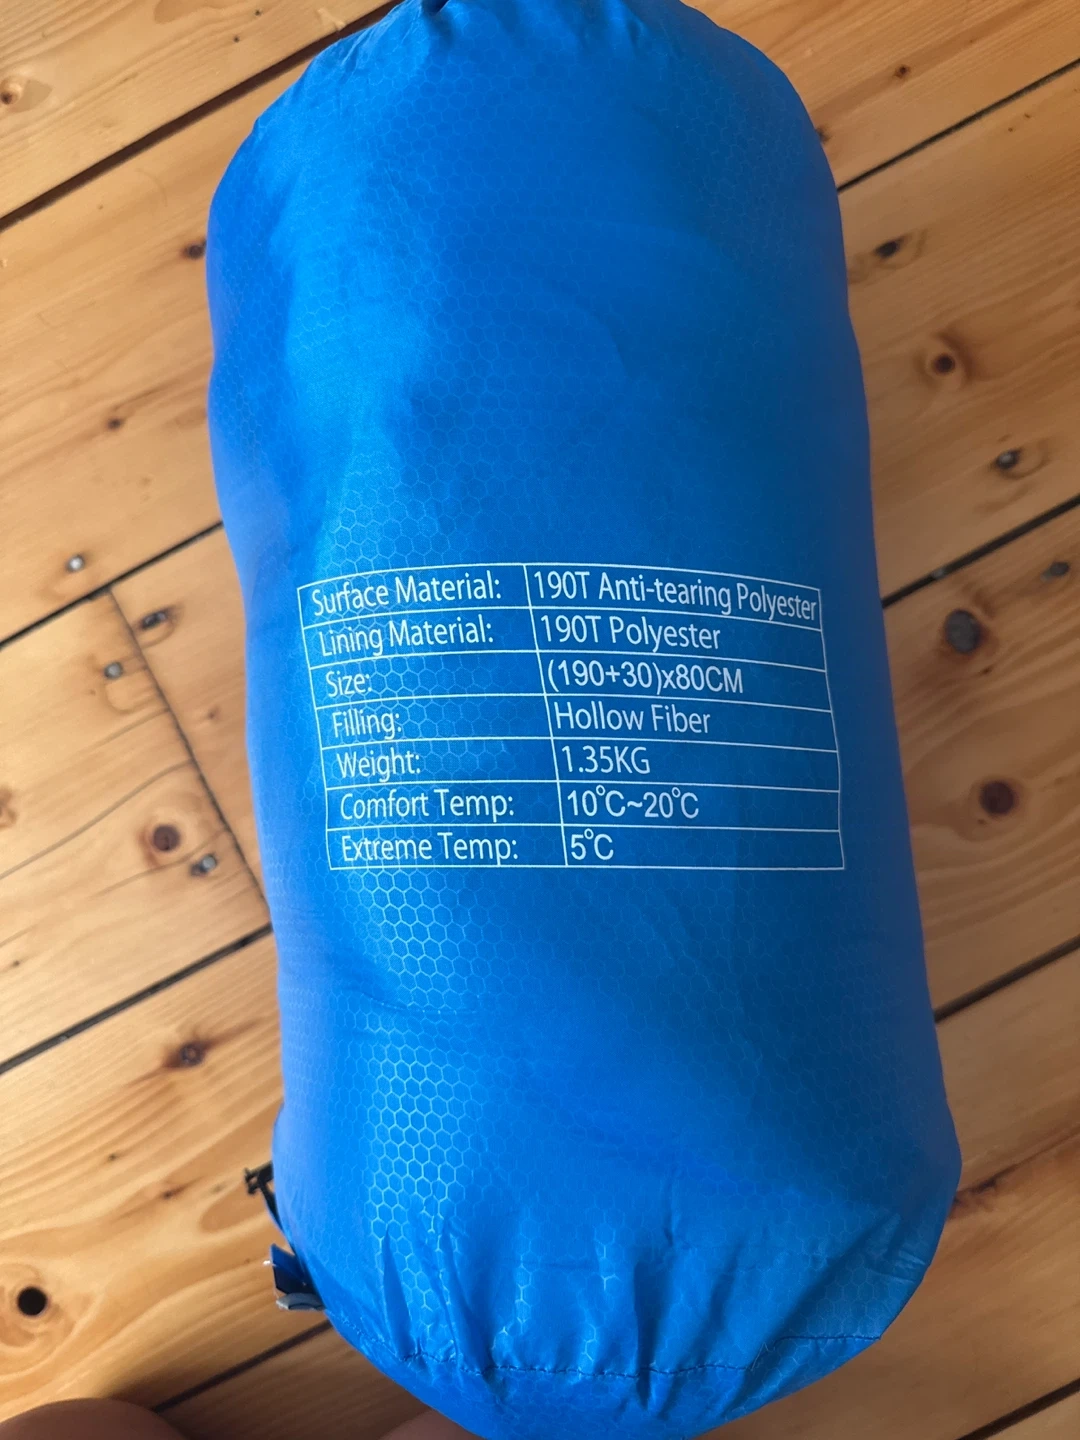 Surface Material: 190T Anti-tearing Polyester
Lining Material: 190T Polyester
Size: (190+30)x80CM
Filling: Hollow Fiber
Weight: 1.35KG
Comfort Temp: 10°C~20°C
Extreme Temp: 5°C